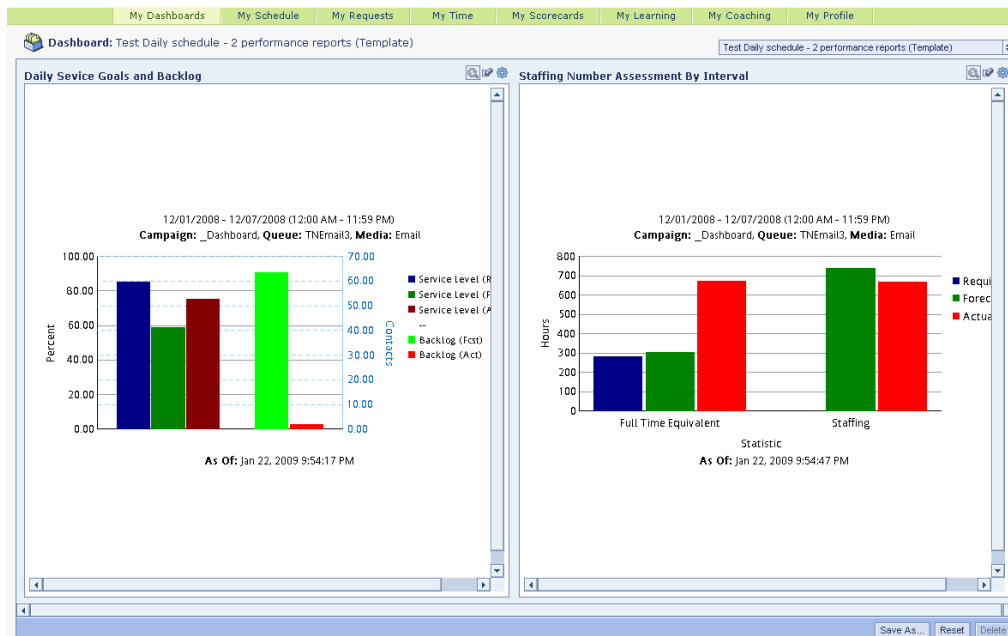 My Dashboards My Schedule My Requests My Time My Scorecards My Learning My Coaching My Profile
Dashboard: Test Daily schedule - 2 performance reports (Template)
Test Daily schedule - 2 performance reports (Template)
Daily Sevice Goals and Backlog
12/01/2008 - 12/07/2008 (12:00 AM - 11:59 PM)
Campaign: _Dashboard, Queue: TNEmail3, Media: Email
100.00
80.00
60.00
40.00
20.00
0.00
Percent
70.00
60.00
50.00
40.00
30.00
20.00
10.00
0.00
Contacts
Service Level (R
Service Level (F
Service Level (A
--
Backlog (Fcst)
Backlog (Act)
As Of: Jan 22, 2009 9:54:17 PM
Staffing Number Assessment By Interval
12/01/2008 - 12/07/2008 (12:00 AM - 11:59 PM)
Campaign: _Dashboard, Queue: TNEmail3, Media: Email
800
700
600
500
400
300
200
100
0
Hours
Requi
Forec
Actua
Full Time Equivalent Staffing
Statistic
As Of: Jan 22, 2009 9:54:47 PM
Save As... Reset Delete